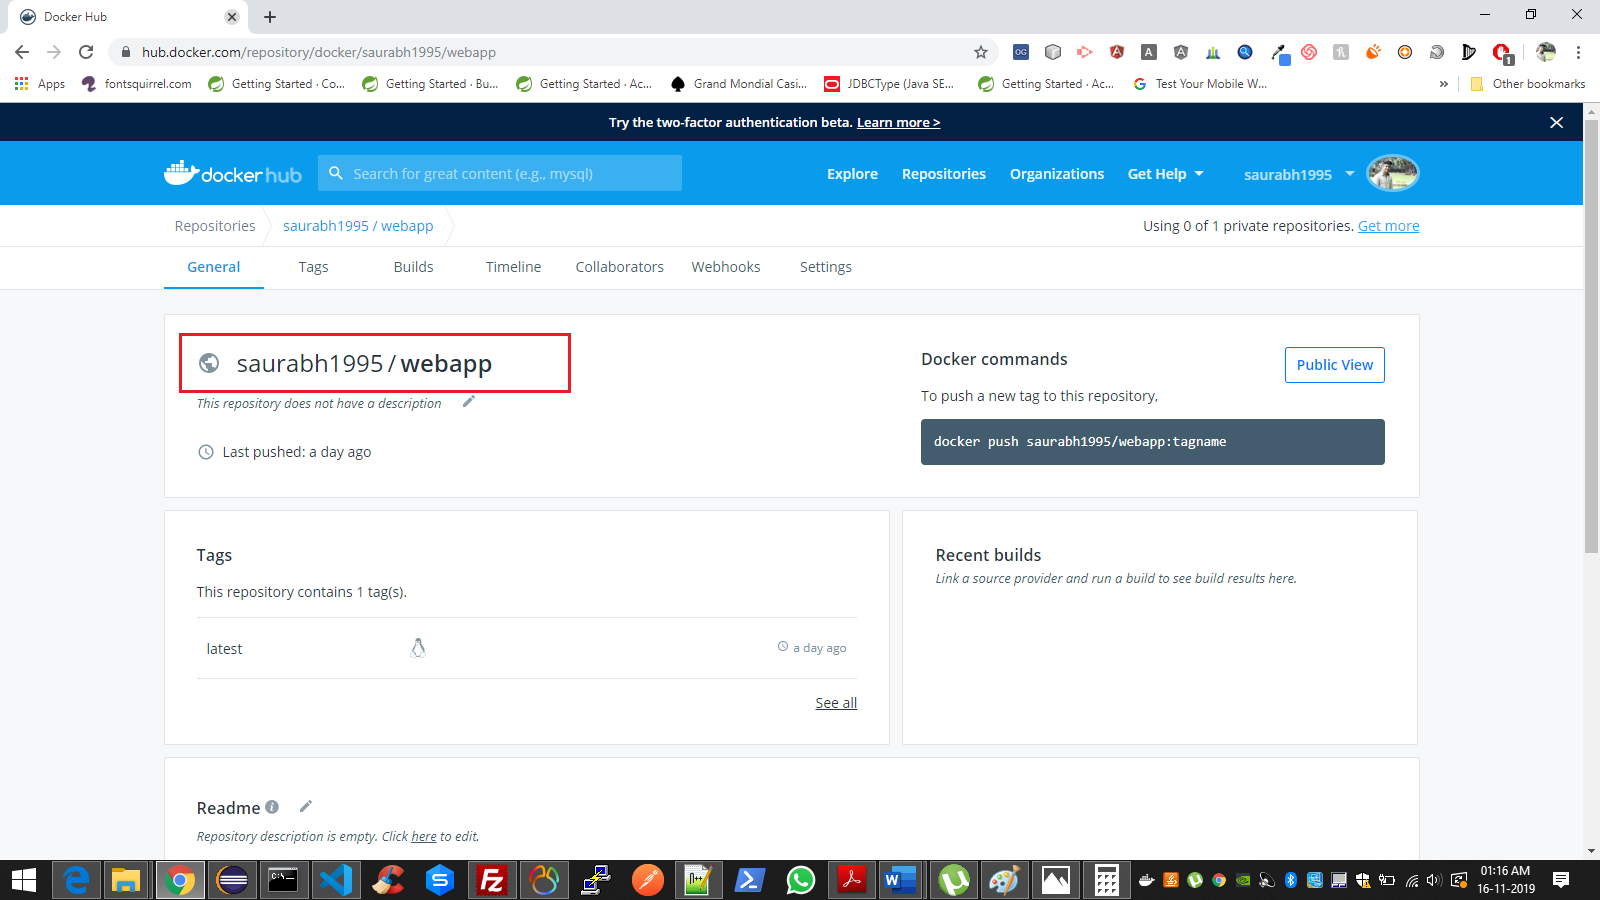 Docker Hub
hub.docker.com/repository/docker/saurabh1995/webapp
Apps
fontsquirrel.com
Getting Started · Co...
Getting Started · Bu...
Getting Started · Ac...
Grand Mondial Casi...
JDBCType (Java SE...
Getting Started · Ac...
Test Your Mobile W...
»
Other bookmarks
Try the two-factor authentication beta. Learn more >
docker hub
Search for great content (e.g., mysql)
Explore
Repositories
Organizations
Get Help
saurabh1995
Repositories
saurabh1995 / webapp
Using 0 of 1 private repositories. Get more
General
Tags
Builds
Timeline
Collaborators
Webhooks
Settings
saurabh1995 / webapp
This repository does not have a description
Last pushed: a day ago
Docker commands
Public View
To push a new tag to this repository,
docker push saurabh1995/webapp:tagname
Tags
This repository contains 1 tag(s).
latest
a day ago
See all
Recent builds
Link a source provider and run a build to see build results here.
Readme
Repository description is empty. Click here to edit.
01:16 AM
16-11-2019